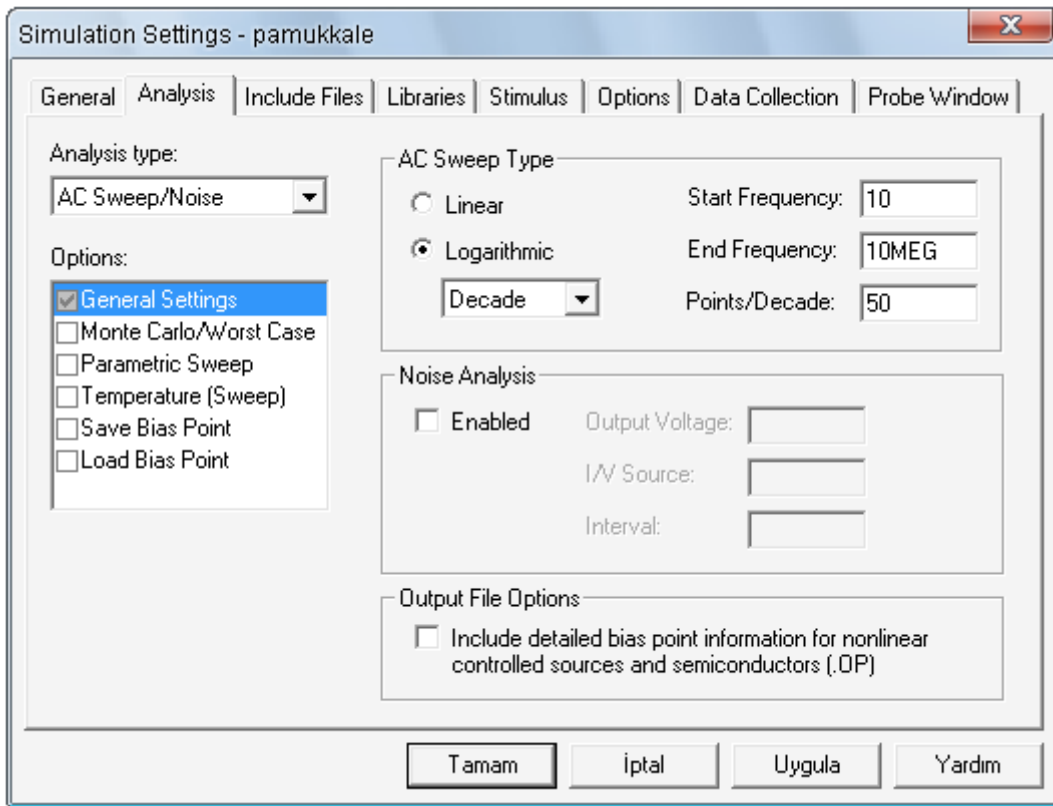 Simulation Settings - pamukkale
General Analysis Include Files Libraries Stimulus Options Data Collection Probe Window
Analysis type:
AC Sweep/Noise
Options:
General Settings
Monte Carlo/Worst Case
Parametric Sweep
Temperature (Sweep)
Save Bias Point
Load Bias Point
AC Sweep Type
Linear
Logarithmic
Decade
Start Frequency: 10
End Frequency: 10MEG
Points/Decade: 50
Noise Analysis
Enabled
Output Voltage:
I/V Source:
Interval:
Output File Options
Include detailed bias point information for nonlinear
controlled sources and semiconductors (.OP)
Tamam İptal Uygula Yardım